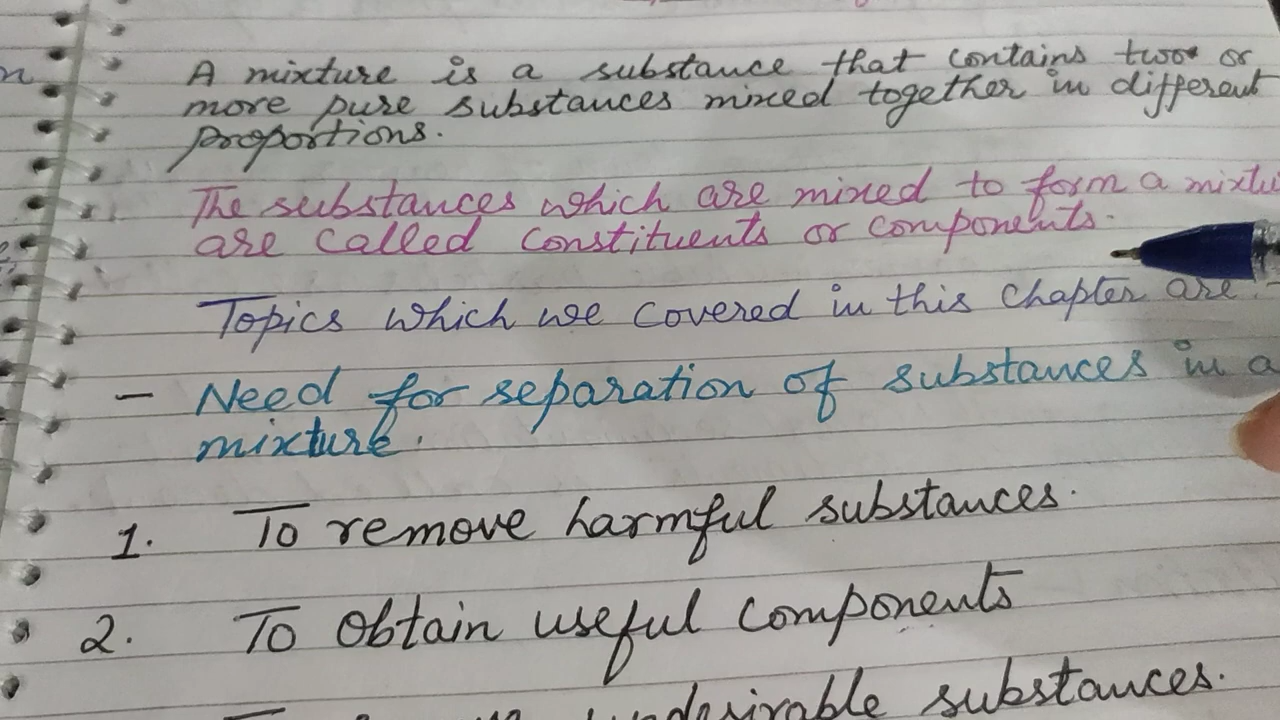 A mixture is a substance that contains two or
more pure substances mixed together in different
proportions.
The substances which are mixed to form a
are called constituents or components.
Topics which we covered in this chapter are :-
- Need for separation of substances in a
mixture.
1. To remove harmful substances.
2. To obtain useful components
undesirable substances.